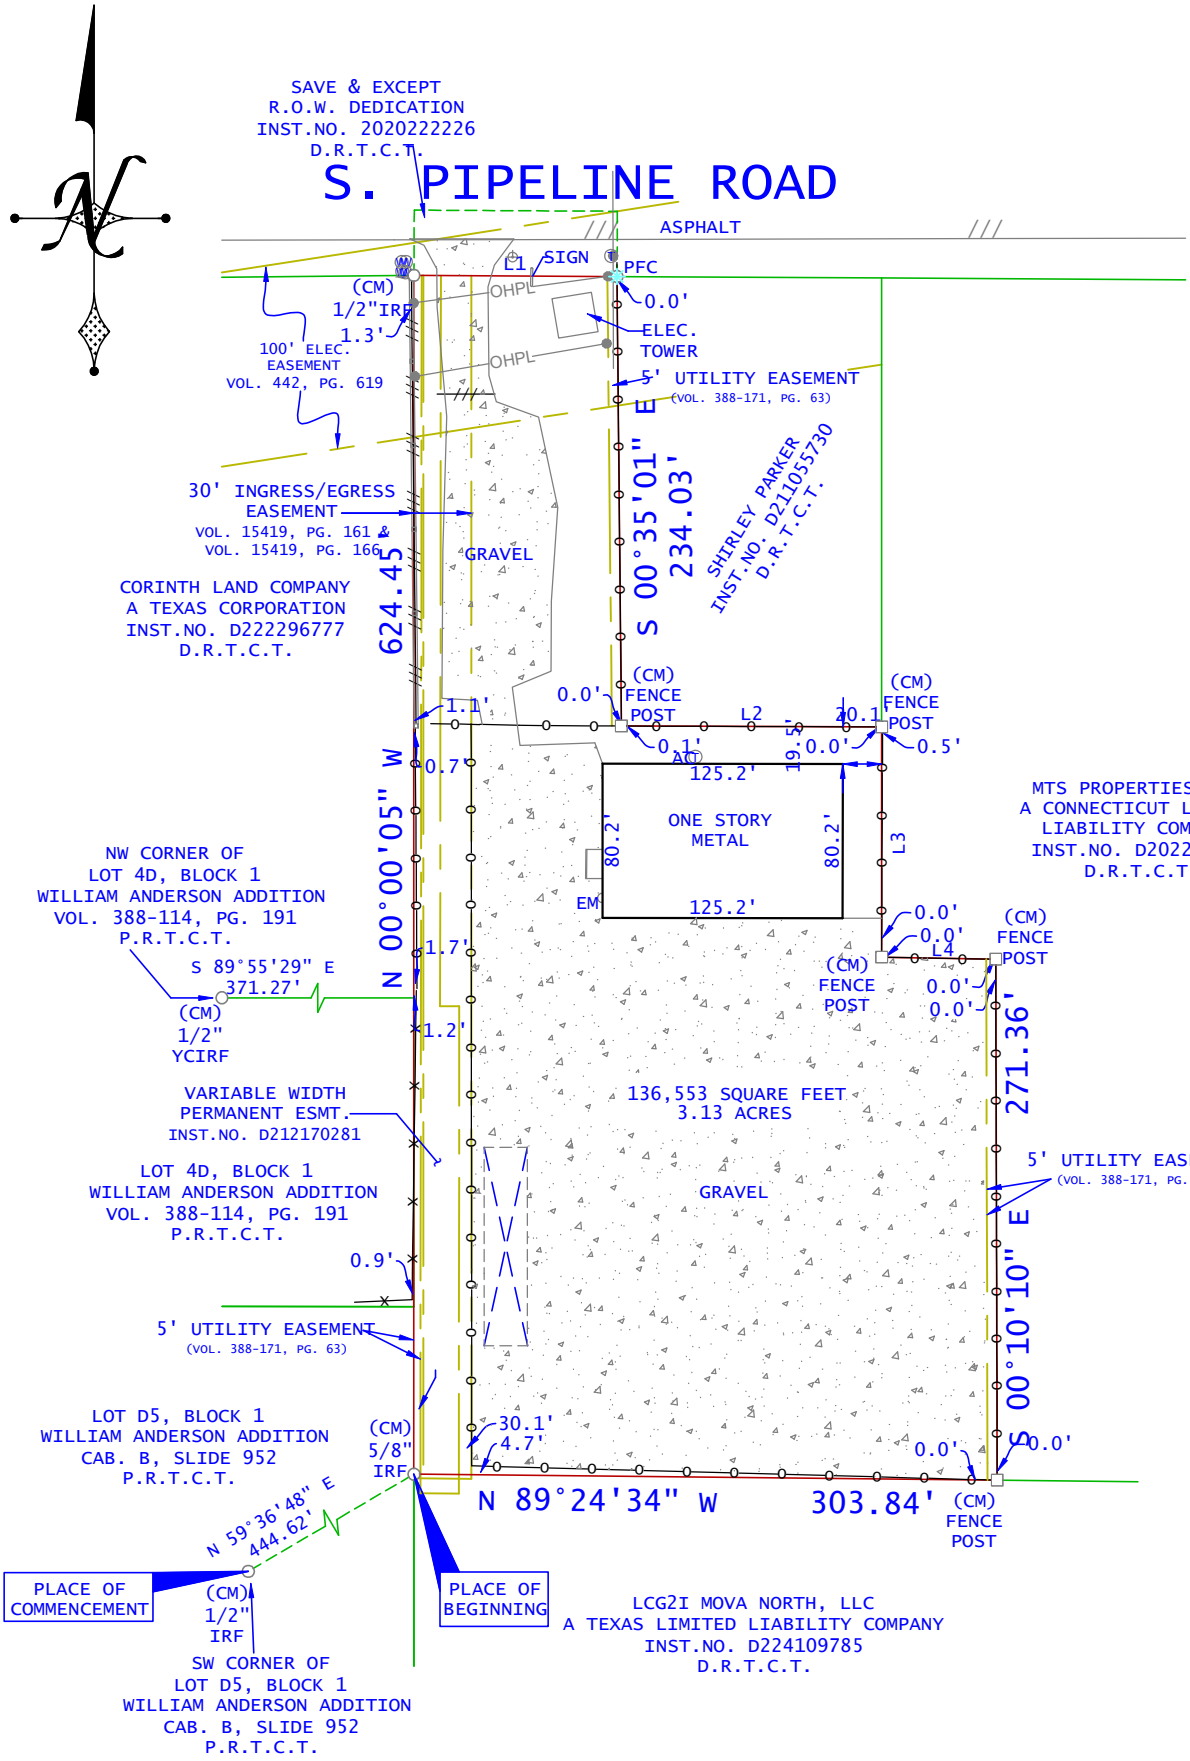 SAVE & EXCEPT
R.O.W. DEDICATION
INST.NO. 2020222226
D.R.T.C.T.
S. PIPELINE ROAD
N
ASPHALT
L1
SIGN
PFC
(CM)
1/2"IRF
1.3'
OHPL
0.0'
ELEC.
TOWER
100' ELEC.
EASEMENT
VOL. 442, PG. 619
OHPL
5' UTILITY EASEMENT
(VOL. 388-171, PG. 63)
S 00°35'01" E
234.03'
SHIRLEY PARKER
INST.NO. D211055730
D.R.T.C.T.
30' INGRESS/EGRESS
EASEMENT
VOL. 15419, PG. 161 &
VOL. 15419, PG. 166
GRAVEL
CORINTH LAND COMPANY
A TEXAS CORPORATION
INST.NO. D222296777
D.R.T.C.T.
N 00°00'05" W
624.45'
(CM)
FENCE
POST
0.0'
0.1'
L2
20.1'
19.5'
0.0'
(CM)
FENCE
POST
0.5'
1.1'
0.7'
AC
125.2'
ONE STORY
METAL
80.2'
80.2'
125.2'
EM
L3
MTS PROPERTIES
A CONNECTICUT L
LIABILITY COM
INST.NO. D2022
D.R.T.C.T
NW CORNER OF
LOT 4D, BLOCK 1
WILLIAM ANDERSON ADDITION
VOL. 388-114, PG. 191
P.R.T.C.T.
0.0'
0.0'
L4
(CM)
FENCE
POST
(CM)
FENCE
POST
0.0'
0.0'
1.7'
S 89°55'29" E
371.27'
(CM)
1/2"
YCIRF
1.2'
271.36'
S 00°10'10" E
VARIABLE WIDTH
PERMANENT ESMT.
INST.NO. D212170281
136,553 SQUARE FEET
3.13 ACRES
LOT 4D, BLOCK 1
WILLIAM ANDERSON ADDITION
VOL. 388-114, PG. 191
P.R.T.C.T.
GRAVEL
5' UTILITY EAS
(VOL. 388-171, PG.
0.9'
5' UTILITY EASEMENT
(VOL. 388-171, PG. 63)
LOT D5, BLOCK 1
WILLIAM ANDERSON ADDITION
CAB. B, SLIDE 952
P.R.T.C.T.
(CM)
5/8"
IRF
30.1'
4.7'
0.0'
0.0'
N 89°24'34" W
303.84'
(CM)
FENCE
POST
N 59°36'48" E
444.62'
PLACE OF
COMMENCEMENT
(CM)
1/2"
IRF
PLACE OF
BEGINNING
LCG2I MOVA NORTH, LLC
A TEXAS LIMITED LIABILITY COMPANY
INST.NO. D224109785
D.R.T.C.T.
SW CORNER OF
LOT D5, BLOCK 1
WILLIAM ANDERSON ADDITION
CAB. B, SLIDE 952
P.R.T.C.T.